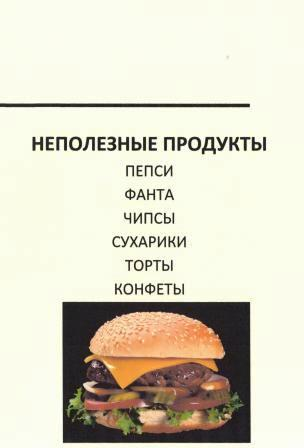 НЕПОЛЕЗНЫЕ ПРОДУКТЫ
ПЕПСИ
ФАНТА
ЧИПСЫ
СУХАРИКИ
ТОРТЫ
КОНФЕТЫ